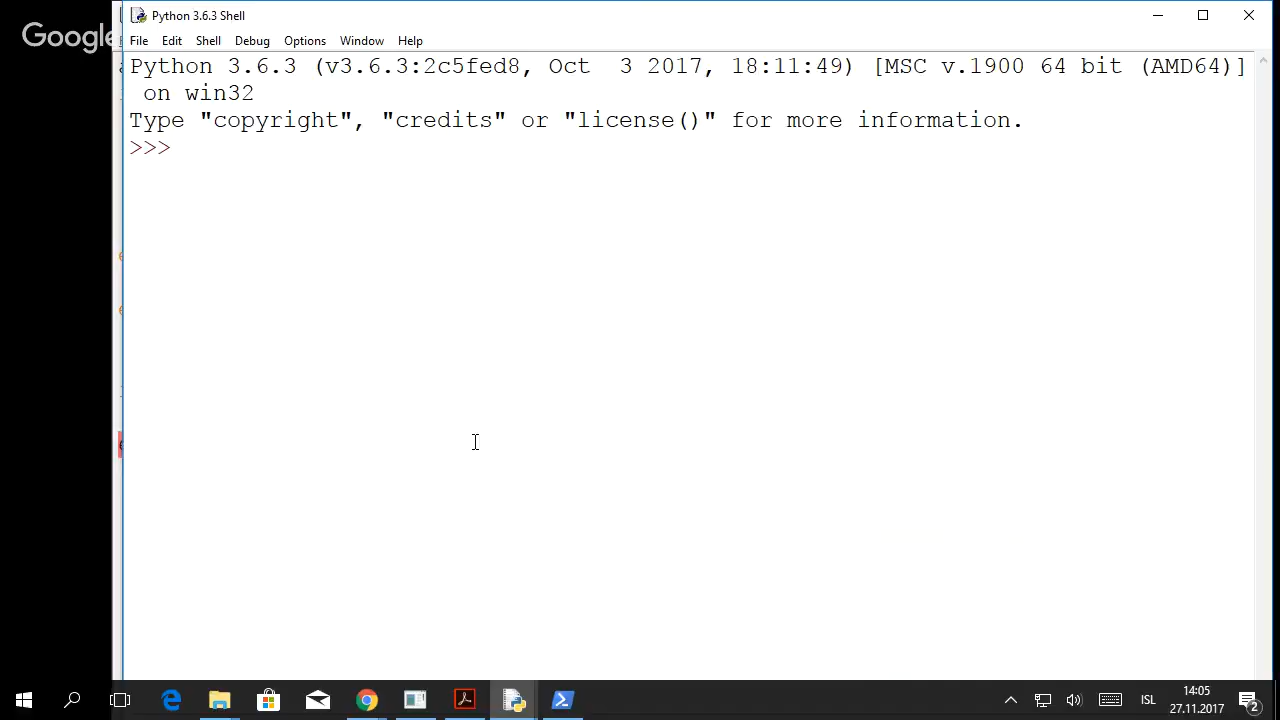 Google
Python 3.6.3 Shell
File Edit Shell Debug Options Window Help
Python 3.6.3 (v3.6.3:2c5fed8, Oct  3 2017, 18:11:49) [MSC v.1900 64 bit (AMD64)]
 on win32
Type "copyright", "credits" or "license()" for more information.
>>>
ISL
14:05
27.11.2017
2